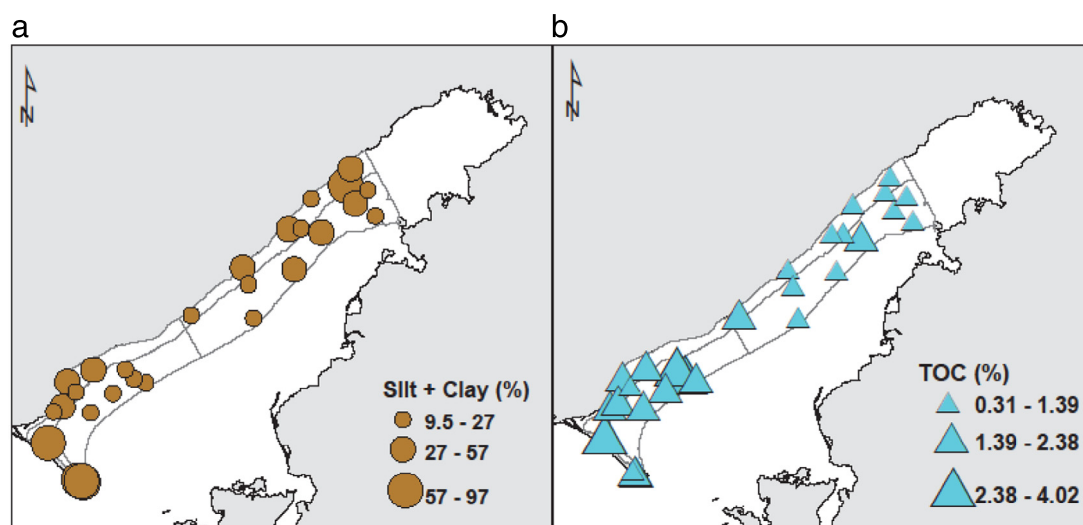 a
b
N
N
SIlt + Clay (%)
9.5 - 27
27 - 57
57 - 97
TOC (%)
0.31 - 1.39
1.39 - 2.38
2.38 - 4.02